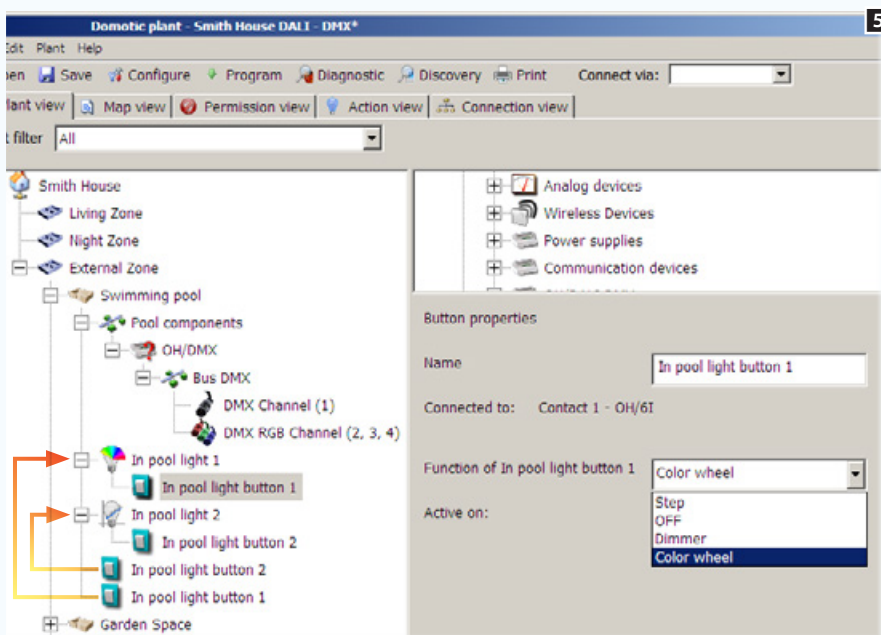 5
Domotic plant - Smith House DALI - DMX*
Edit Plant Help
Save Configure Program Diagnostic Discovery Print Connect via:
view Map view Permission view Action view Connection view
filter All
Smith House
Living Zone
Night Zone
External Zone
Swimming pool
Pool components
OH/DMX
Bus DMX
DMX Channel (1)
DMX RGB Channel (2, 3, 4)
In pool light 1
In pool light button 1
In pool light 2
In pool light button 2
In pool light button 2
In pool light button 1
Garden Space
Analog devices
Wireless Devices
Power supplies
Communication devices
Button properties
Name In pool light button 1
Connected to: Contact 1 - OH/6I
Function of In pool light button 1 Color wheel
Active on:
Step
OFF
Dimmer
Color wheel